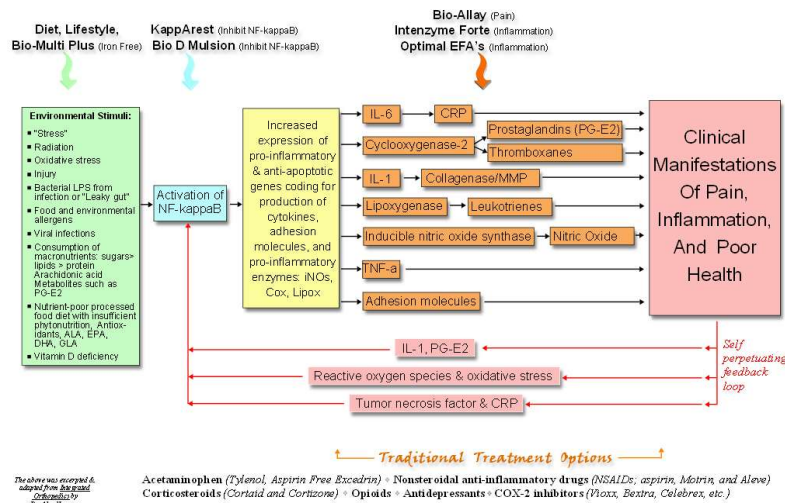 Diet, Lifestyle,
Bio-Multi Plus (Iron Free)
KappArest (Inhibit NF-kappaB)
Bio D Mulsion (Inhibit NF-kappaB)
Bio-Allay (Pain)
Intenzyme Forte (Inflammation)
Optimal EFA's (Inflammation)
Environmental Stimuli:
"Stress"
Radiation
Oxidative stress
Injury
Bacterial LPS from
infection or "Leaky gut"
Food and environmental
allergens
Viral infections
Consumption of
macronutrients: sugars>
lipids > protein
Arachidonic Acid
Metabolites such as
PG-E2
Nutrient-poor processed
food diet with insufficient
phytonutrition, Antiox-
idants, ALA, EPA,
DHA, GLA
Vitamin D deficiency
Activation of
NF-kappaB
Increased
expression of
pro-inflammatory
& anti-apoptotic
genes coding for
production of
cytokines,
adhesion
molecules, and
pro-inflammatory
enzymes: iNOs,
Cox, Lipox
IL-6
CRP
Cyclooxygenase-2
Prostaglandins (PG-E2)
Thromboxanes
IL-1
Collagenase/MMP
Lipoxygenase
Leukotrienes
Inducible nitric oxide synthase
Nitric Oxide
TNF-a
Adhesion molecules
Clinical
Manifestations
Of Pain,
Inflammation,
And Poor
Health
IL-1, PG-E2
Reactive oxygen species & oxidative stress
Tumor necrosis factor & CRP
Self
perpetuating
feedback
loop
Traditional Treatment Options
The above was excerpted &
adapted from Integrated
Orthopedics by
Acetaminophen (Tylenol, Aspirin Free Excedrin) Nonsteroidal anti-inflammatory drugs (NSAIDs; aspirin, Motrin, and Aleve)
Corticosteroids (Cortaid and Cortizone) Opioids Antidepressants COX-2 inhibitors (Vioxx, Bextra, Celebrex, etc.)